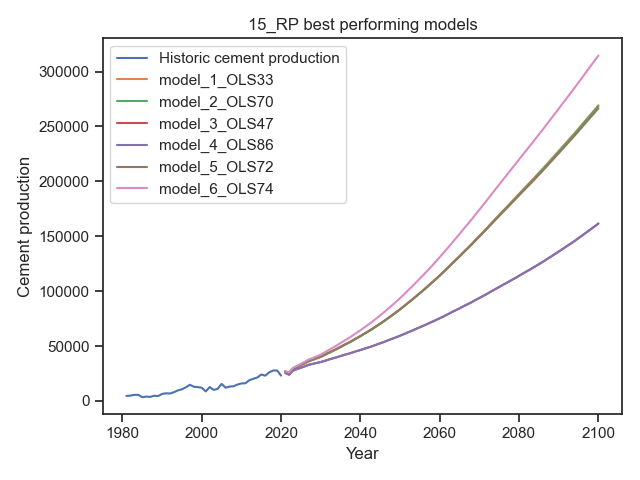 15_RP best performing models
Historic cement production
model_1_OLS33
model_2_OLS70
model_3_OLS47
model_4_OLS86
model_5_OLS72
model_6_OLS74
Cement production
300000
250000
200000
150000
100000
50000
0
1980 2000 2020 2040 2060 2080 2100
Year